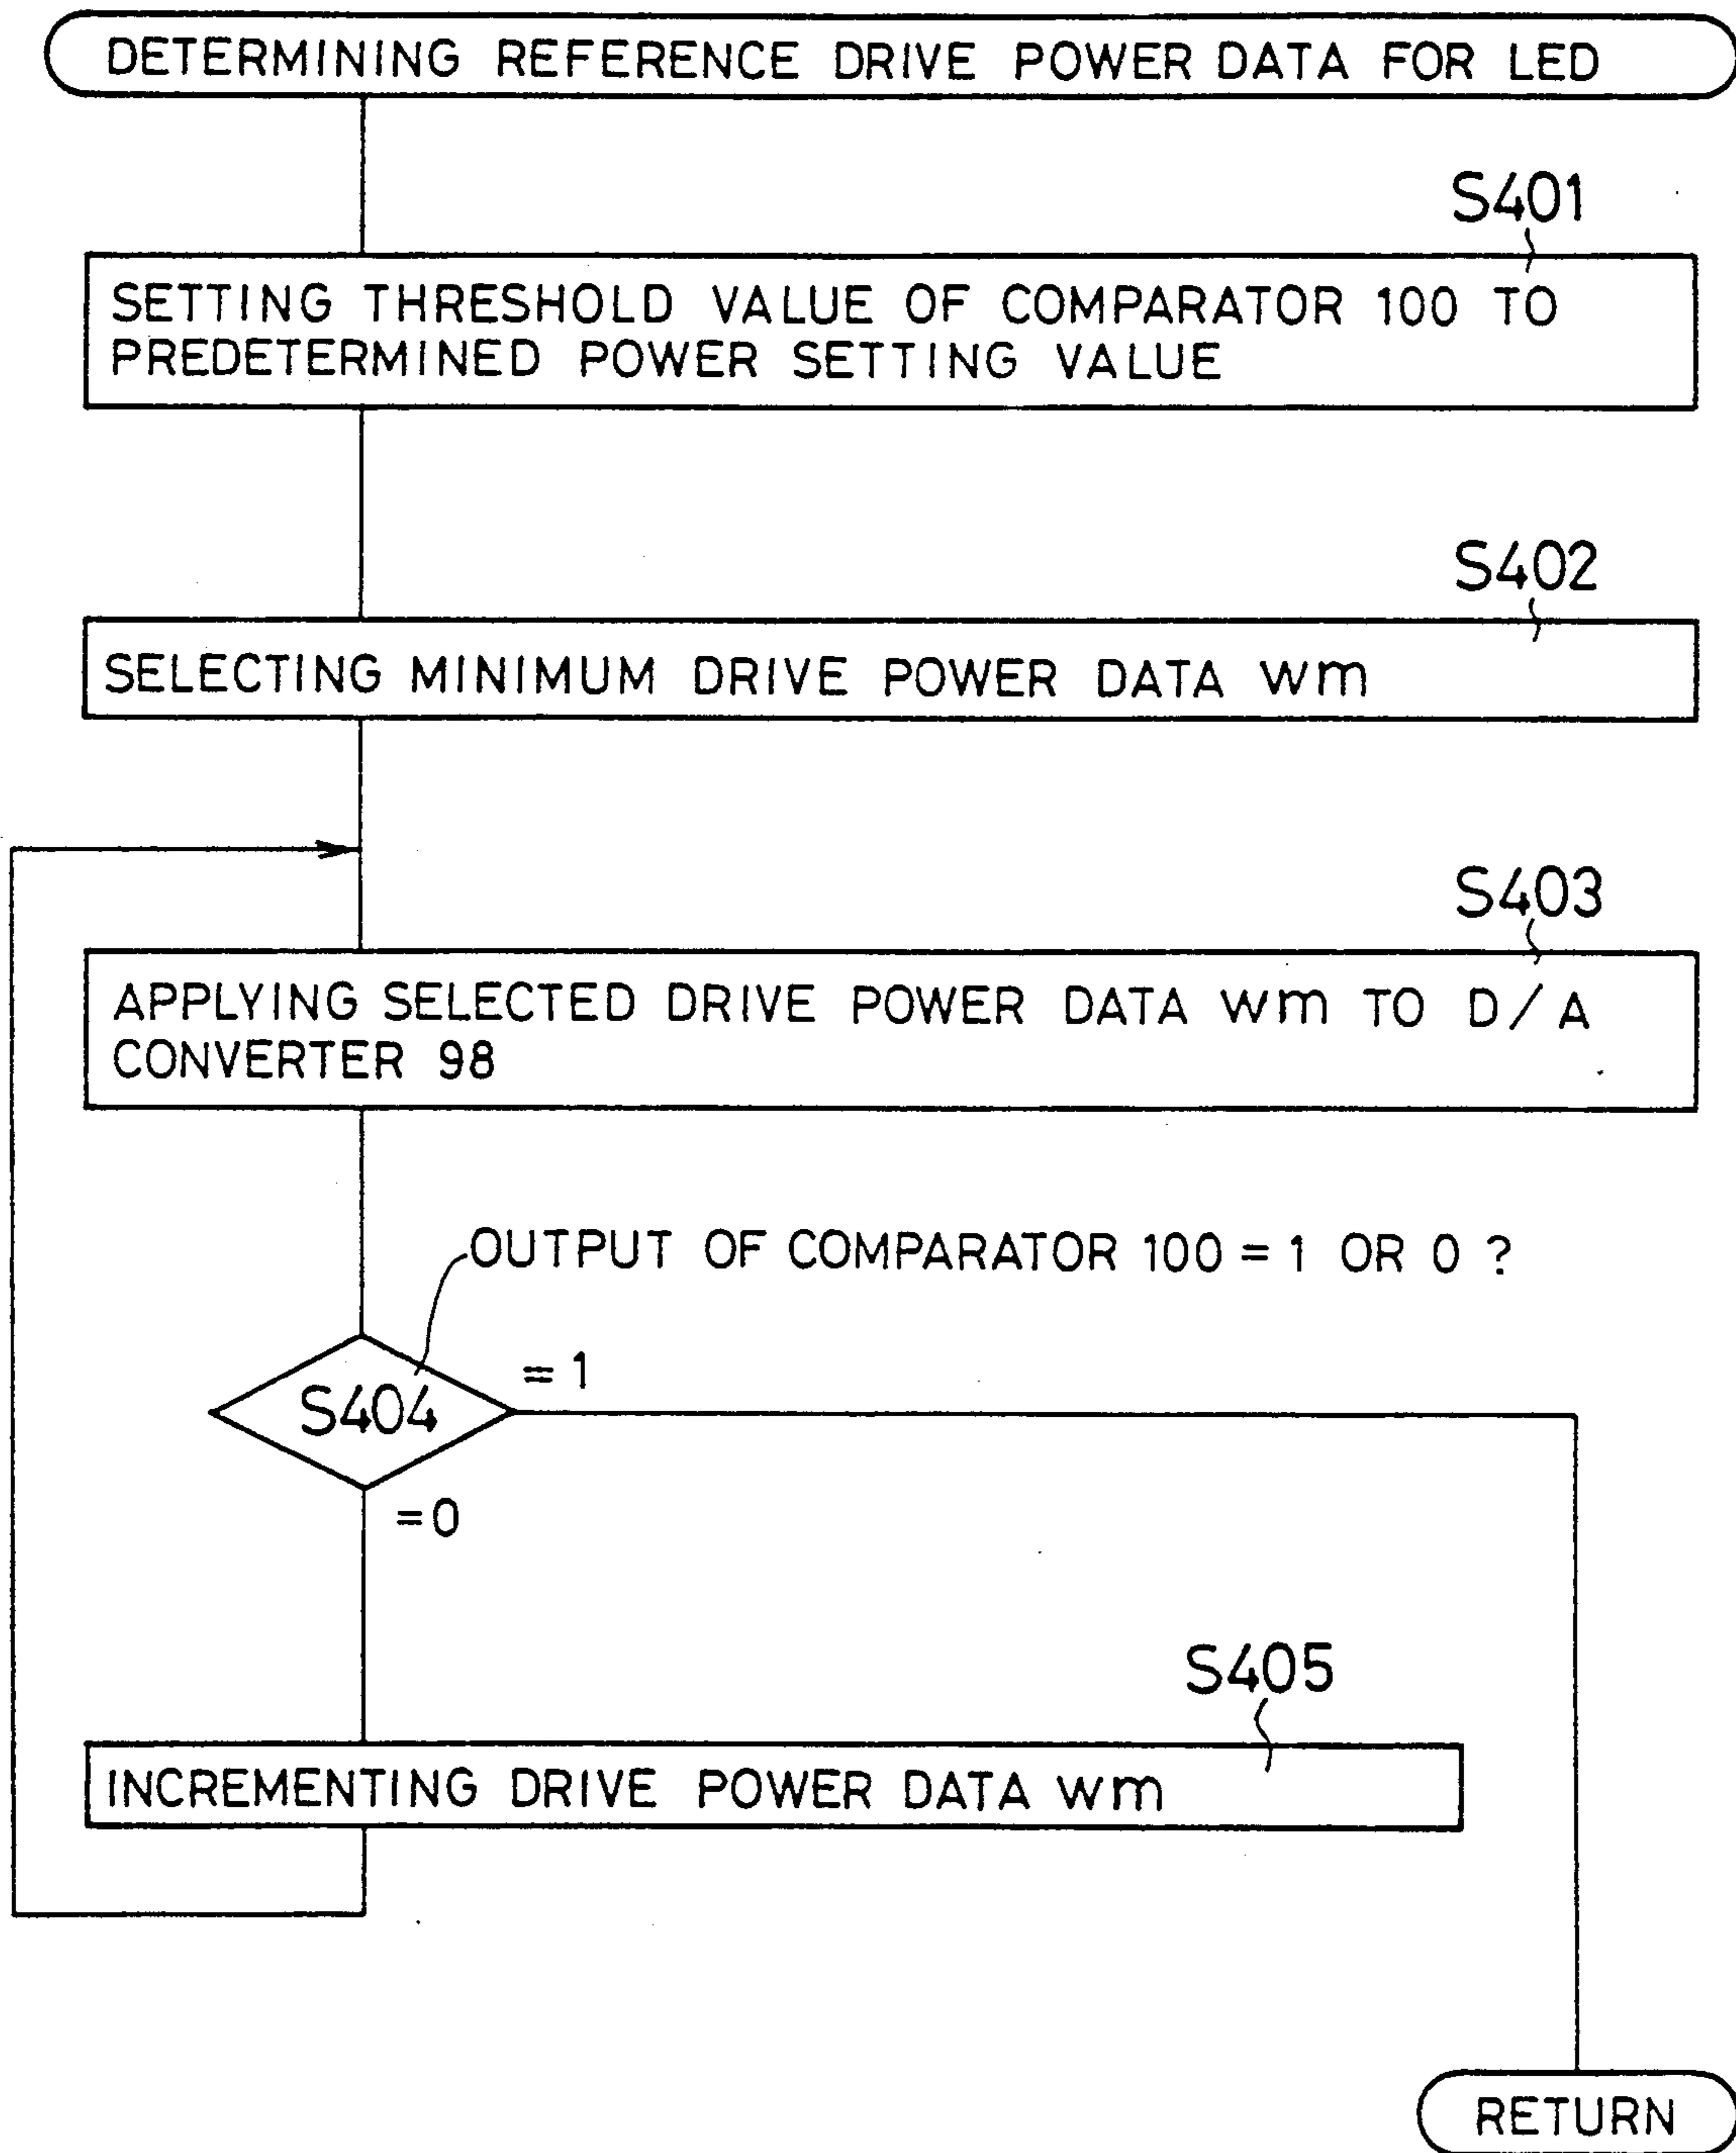 DETERMINING REFERENCE DRIVE POWER DATA FOR LED
S401
SETTING THRESHOLD VALUE OF COMPARATOR 100 TO
PREDETERMINED POWER SETTING VALUE
S402
SELECTING MINIMUM DRIVE POWER DATA wm
S403
APPLYING SELECTED DRIVE POWER DATA wm TO D/A
CONVERTER 98
OUTPUT OF COMPARATOR 100 = 1 OR 0 ?
= 1
S404
= 0
S405
INCREMENTING DRIVE POWER DATA wm
RETURN